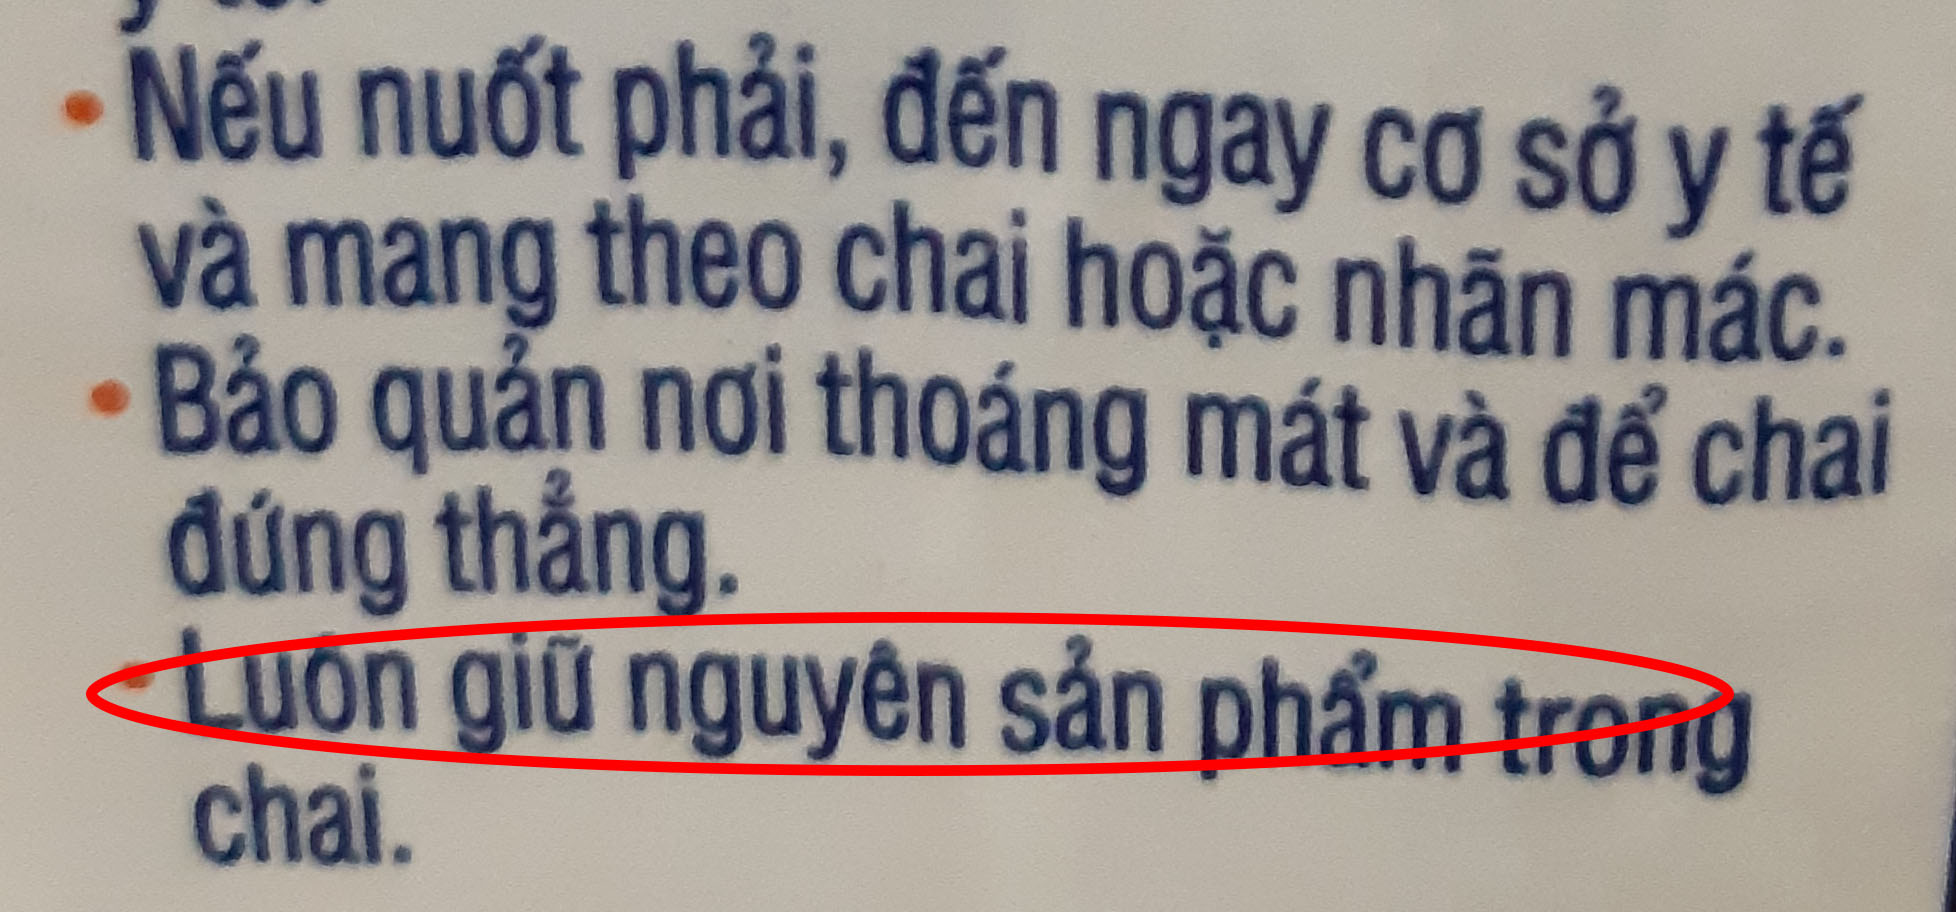 Nếu nuốt phải, đến ngay cơ sở y tế
và mang theo chai hoặc nhãn mác.
Bảo quản nơi thoáng mát và để chai
đứng thẳng.
Luôn giữ nguyên sản phẩm trong
chai.